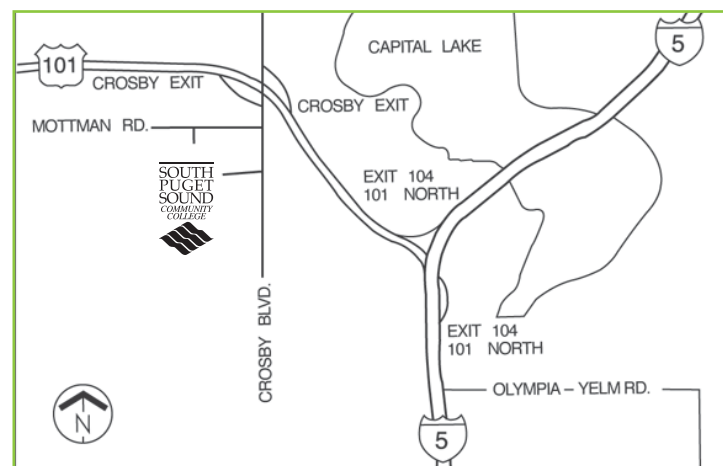 CAPITAL LAKE
5
101
CROSBY EXIT
CROSBY EXIT
MOTTMAN RD.
SOUTH
PUGET
SOUND
COMMUNITY
COLLEGE
EXIT 104
101 NORTH
CROSBY BLVD.
EXIT 104
101 NORTH
OLYMPIA – YELM RD.
N
5